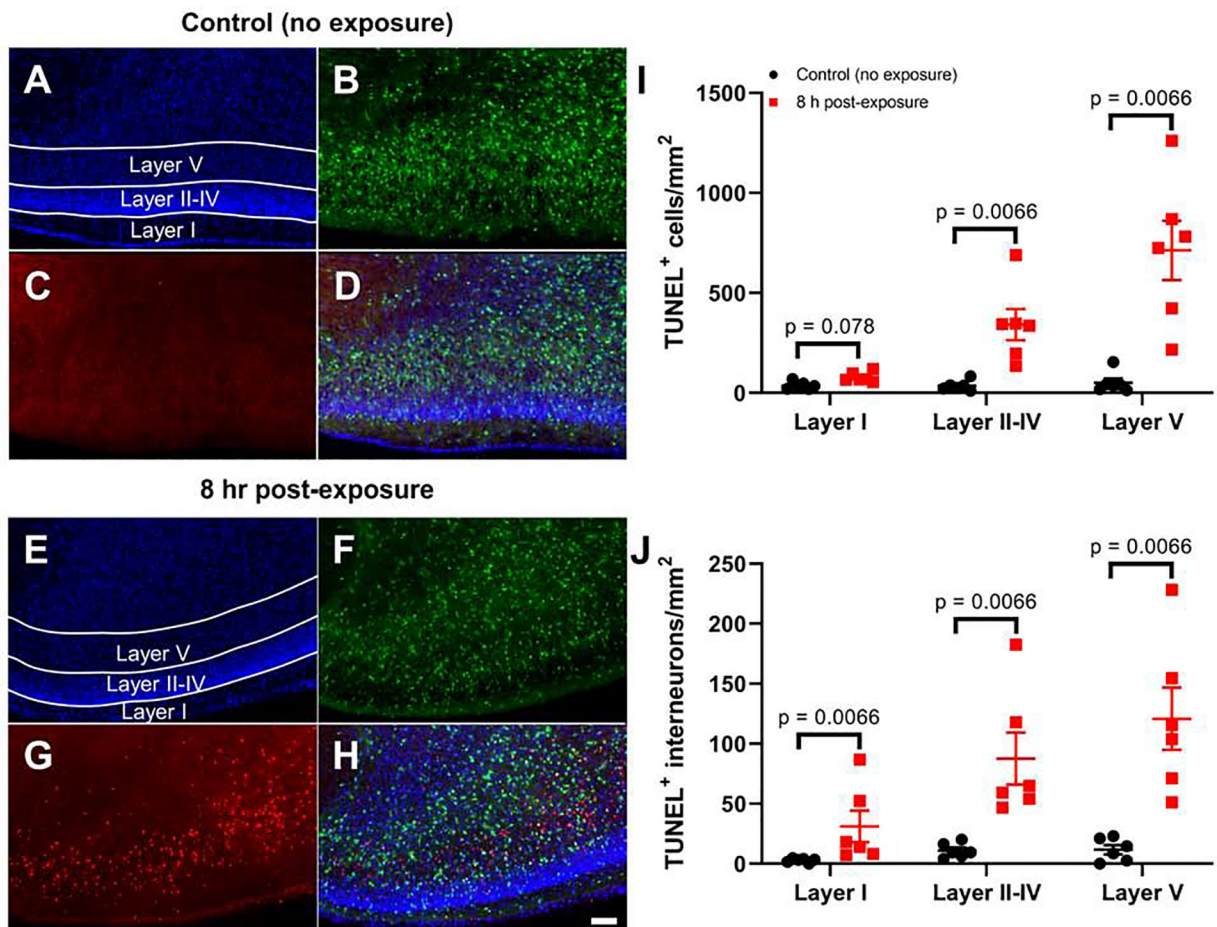 Control (no exposure)
A
B
Layer V
Layer II-IV
Layer I
C
D
8 hr post-exposure
E
F
Layer V
Layer II-IV
Layer I
G
H
I
Control (no exposure)
8 h post-exposure
TUNEL⁺ cells/mm²
1500
1000
500
0
p = 0.078
p = 0.0066
p = 0.0066
Layer I
Layer II-IV
Layer V
J
TUNEL⁺ interneurons/mm²
250
200
150
100
50
0
p = 0.0066
p = 0.0066
p = 0.0066
Layer I
Layer II-IV
Layer V